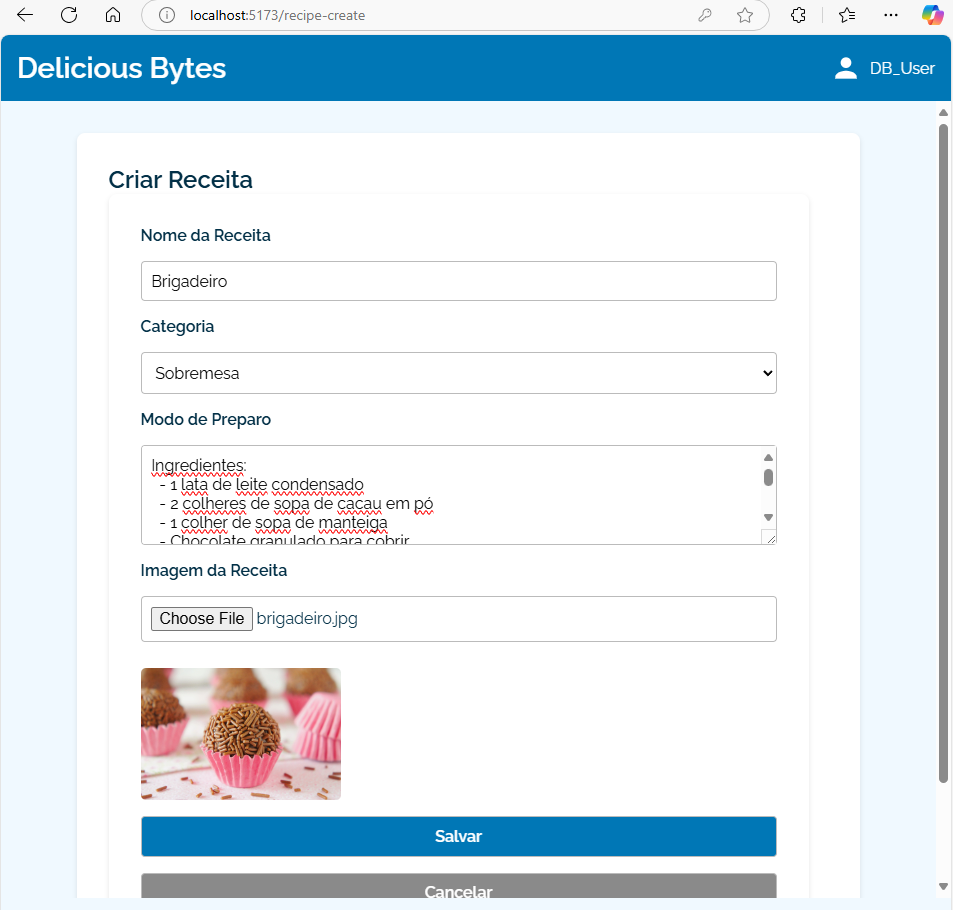 localhost:5173/recipe-create
Delicious Bytes
DB_User
Criar Receita
Nome da Receita
Brigadeiro
Categoria
Sobremesa
Modo de Preparo
Ingredientes:
- 1 lata de leite condensado
- 2 colheres de sopa de cacau em pó
- 1 colher de sopa de manteiga
- Chocolate granulado para cobrir
Imagem da Receita
Choose File brigadeiro.jpg
Salvar
Cancelar